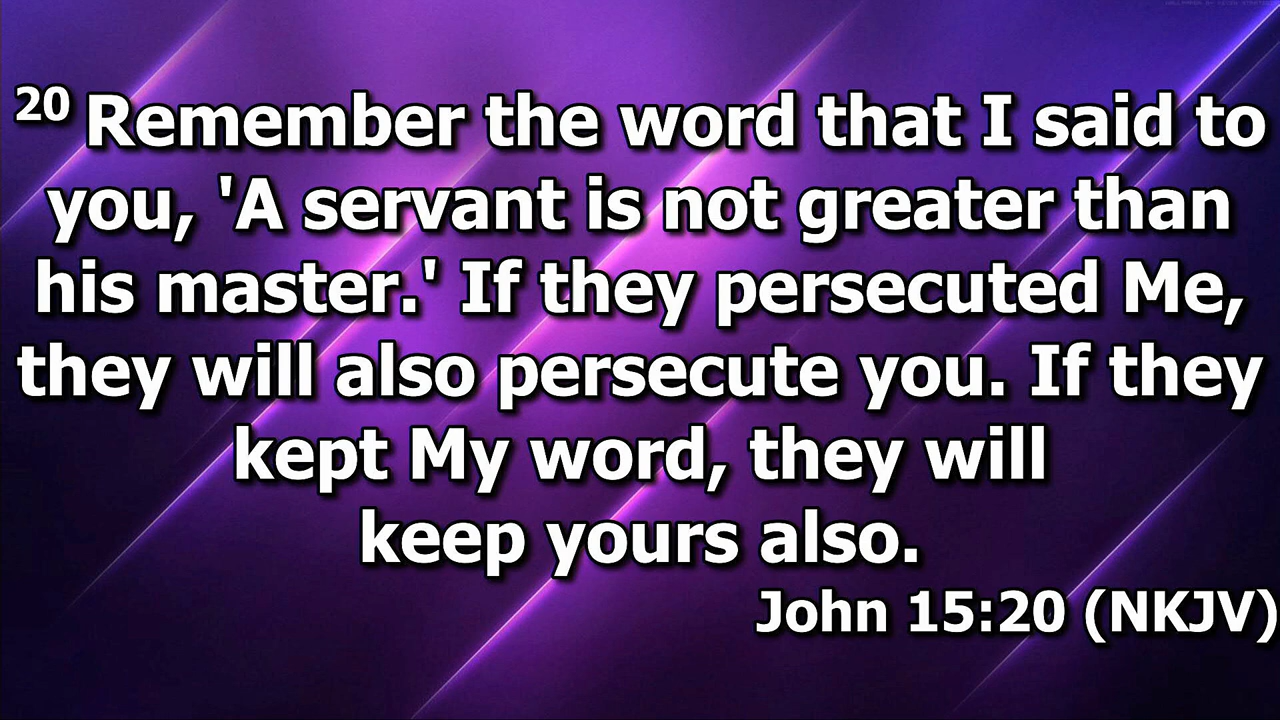 20 Remember the word that I said to
you, 'A servant is not greater than
his master.' If they persecuted Me,
they will also persecute you. If they
kept My word, they will
keep yours also.
John 15:20 (NKJV)